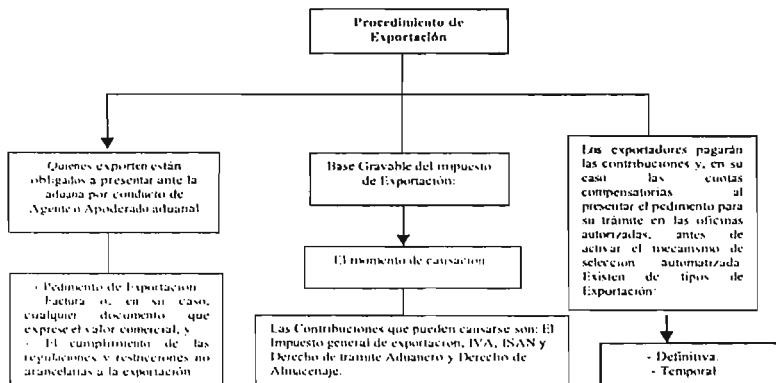 Procedimiento de
Exportación
Quienes exporten están
obligados a presentar ante la
aduana por conducto de
Agente o Apoderado aduanal
- Pedimento de Exportación
- Factura o, en su caso,
cualquier documento que
exprese el valor comercial, y
- El cumplimiento de las
regulaciones y restricciones no
arancelarias a la exportación
Base Gravable del impuesto
de Exportación:
El momento de causación
Las Contribuciones que pueden causarse son: El
Impuesto general de exportación, IVA, ISAN y
Derecho de trámite Aduanero y Derecho de
Almacenaje.
Los exportadores pagarán
las contribuciones y, en su
caso las cuotas
compensatorias al
presentar el pedimento para
su trámite en las oficinas
autorizadas, antes de
activar el mecanismo de
selección automatizada
Existen de tipos de
Exportación:
- Definitiva.
- Temporal